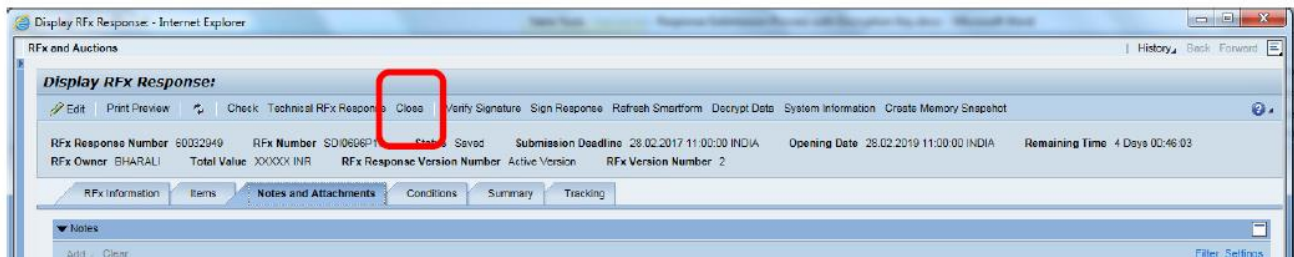 Display RFx Response: - Internet Explorer
RFx and Auctions History Back Forward
Display RFx Response:
Edit Print Preview Check Technical RFx Response Close Verify Signature Sign Response Refresh Smartform Decrypt Data System Information Create Memory Snapshot
RFx Response Number 60032949 RFx Number Status Saved Submission Deadline 28.02.2017 11:00:00 INDIA Opening Date 28.02.2019 11:00:00 INDIA Remaining Time 4 Days 00:46:03
RFx Owner BHARALI Total Value XXXXX INR RFx Response Version Number Active Version RFx Version Number 2
RFx Information Items Notes and Attachments Conditions Summary Tracking
Notes
Add Clear Filter Settings